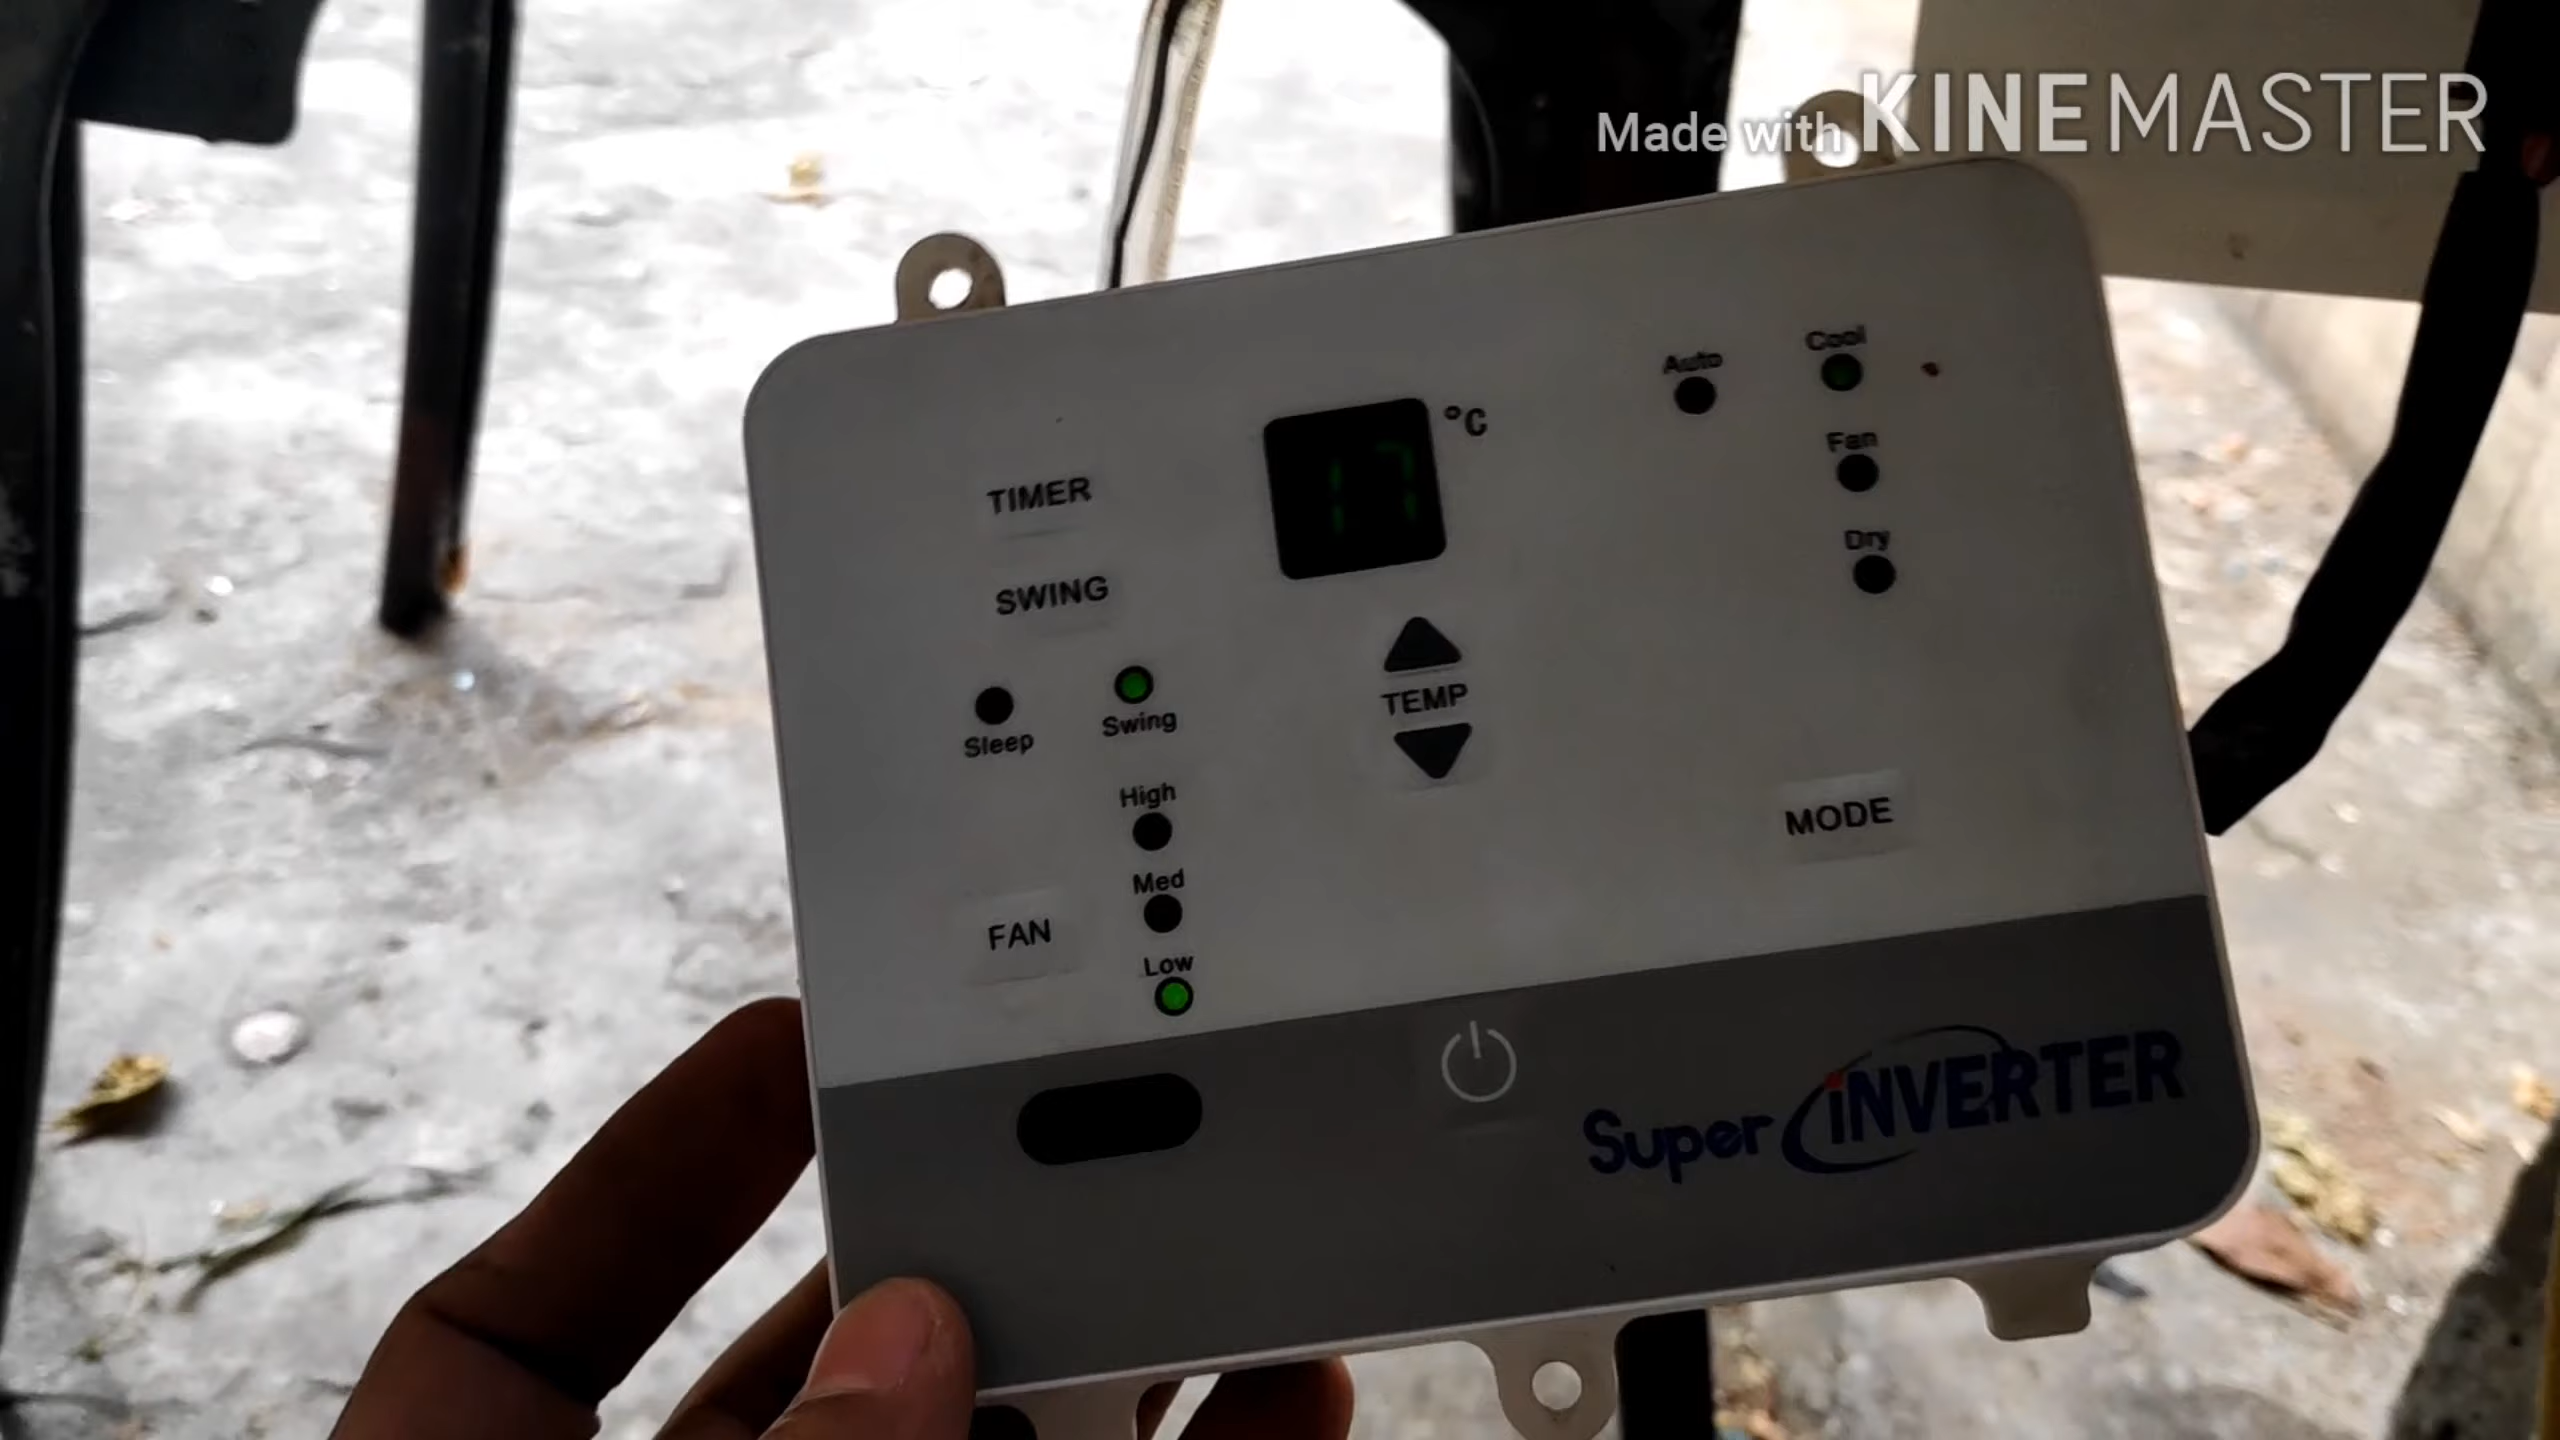 Made with KINEMASTER
Auto
Cool
17 °C
Fan
TIMER
Dry
SWING
Sleep
Swing
TEMP
High
MODE
Med
FAN
Low
Super iNVERTER